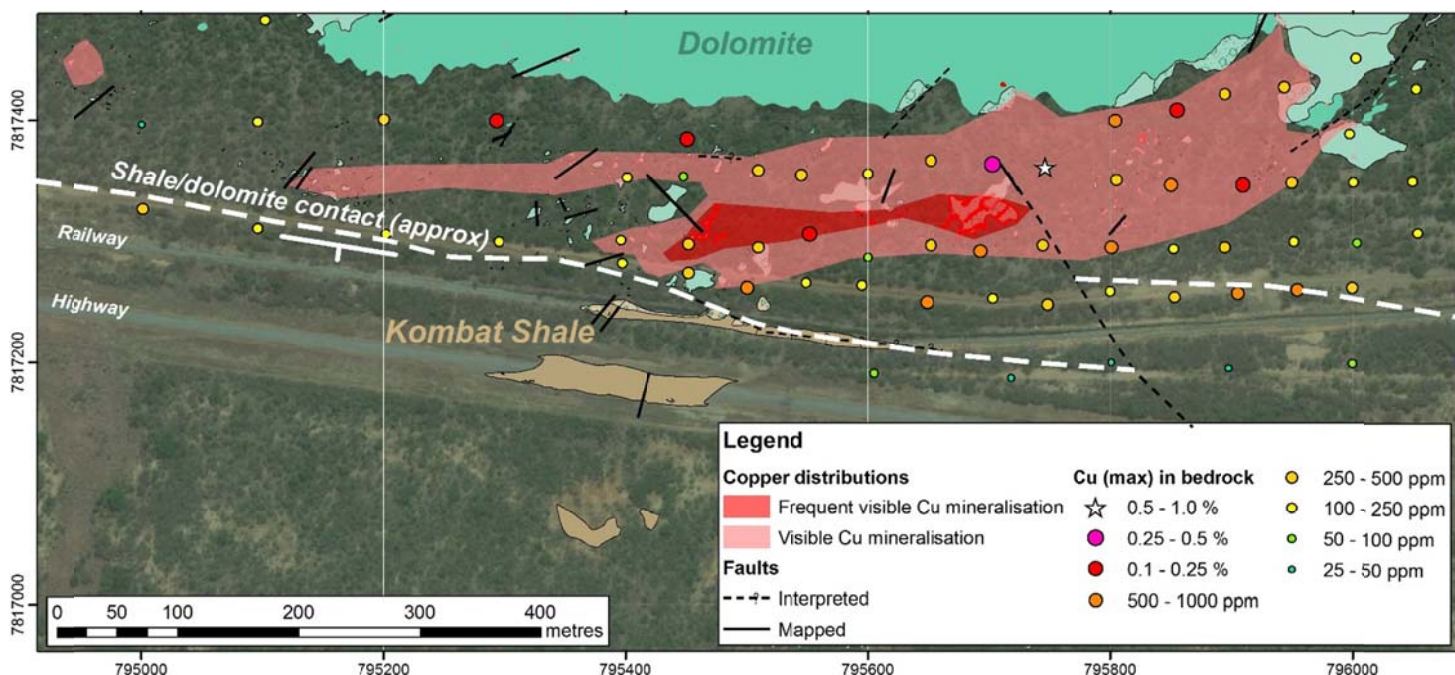 Dolomite
7817400
Shale/dolomite contact (approx)
Railway
Highway
Kombat Shale
7817200
7817000
0 50 100 200 300 400
metres
Legend
Copper distributions
Frequent visible Cu mineralisation
Visible Cu mineralisation
Faults
Interpreted
Mapped
Cu (max) in bedrock
0.5 - 1.0 %
0.25 - 0.5 %
0.1 - 0.25 %
500 - 1000 ppm
250 - 500 ppm
100 - 250 ppm
50 - 100 ppm
25 - 50 ppm
795000 795200 795400 795600 795800 796000